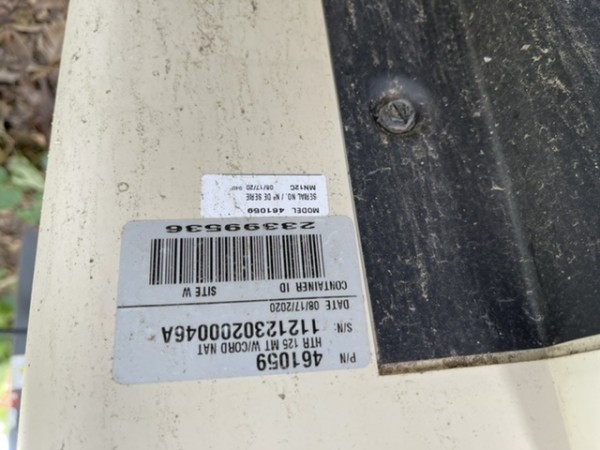 P/N
461059
HTR 125 MT W/CORD NAT
S/N: 1121230200046A
DATE 08/17/2020
CONTAINER ID SITE W
23399536
MODEL 461059
SERIAL NO. / Nº DE SERIE
MN12C 08/17/20